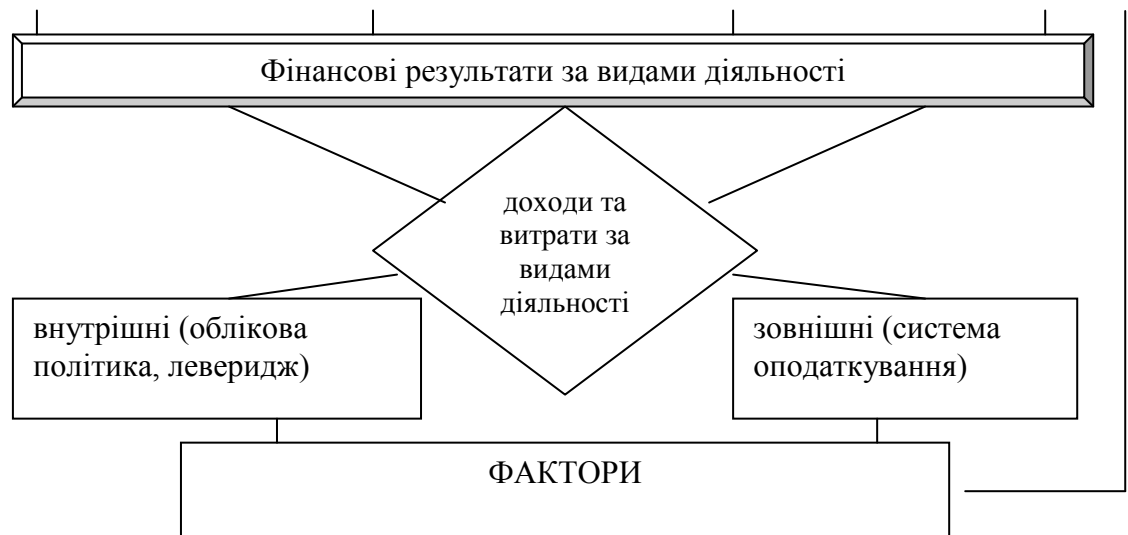 Фінансові результати за видами діяльності
доходи та
витрати за
видами
діяльності
внутрішні (облікова
політика, леверидж)
зовнішні (система
оподаткування)
ФАКТОРИ